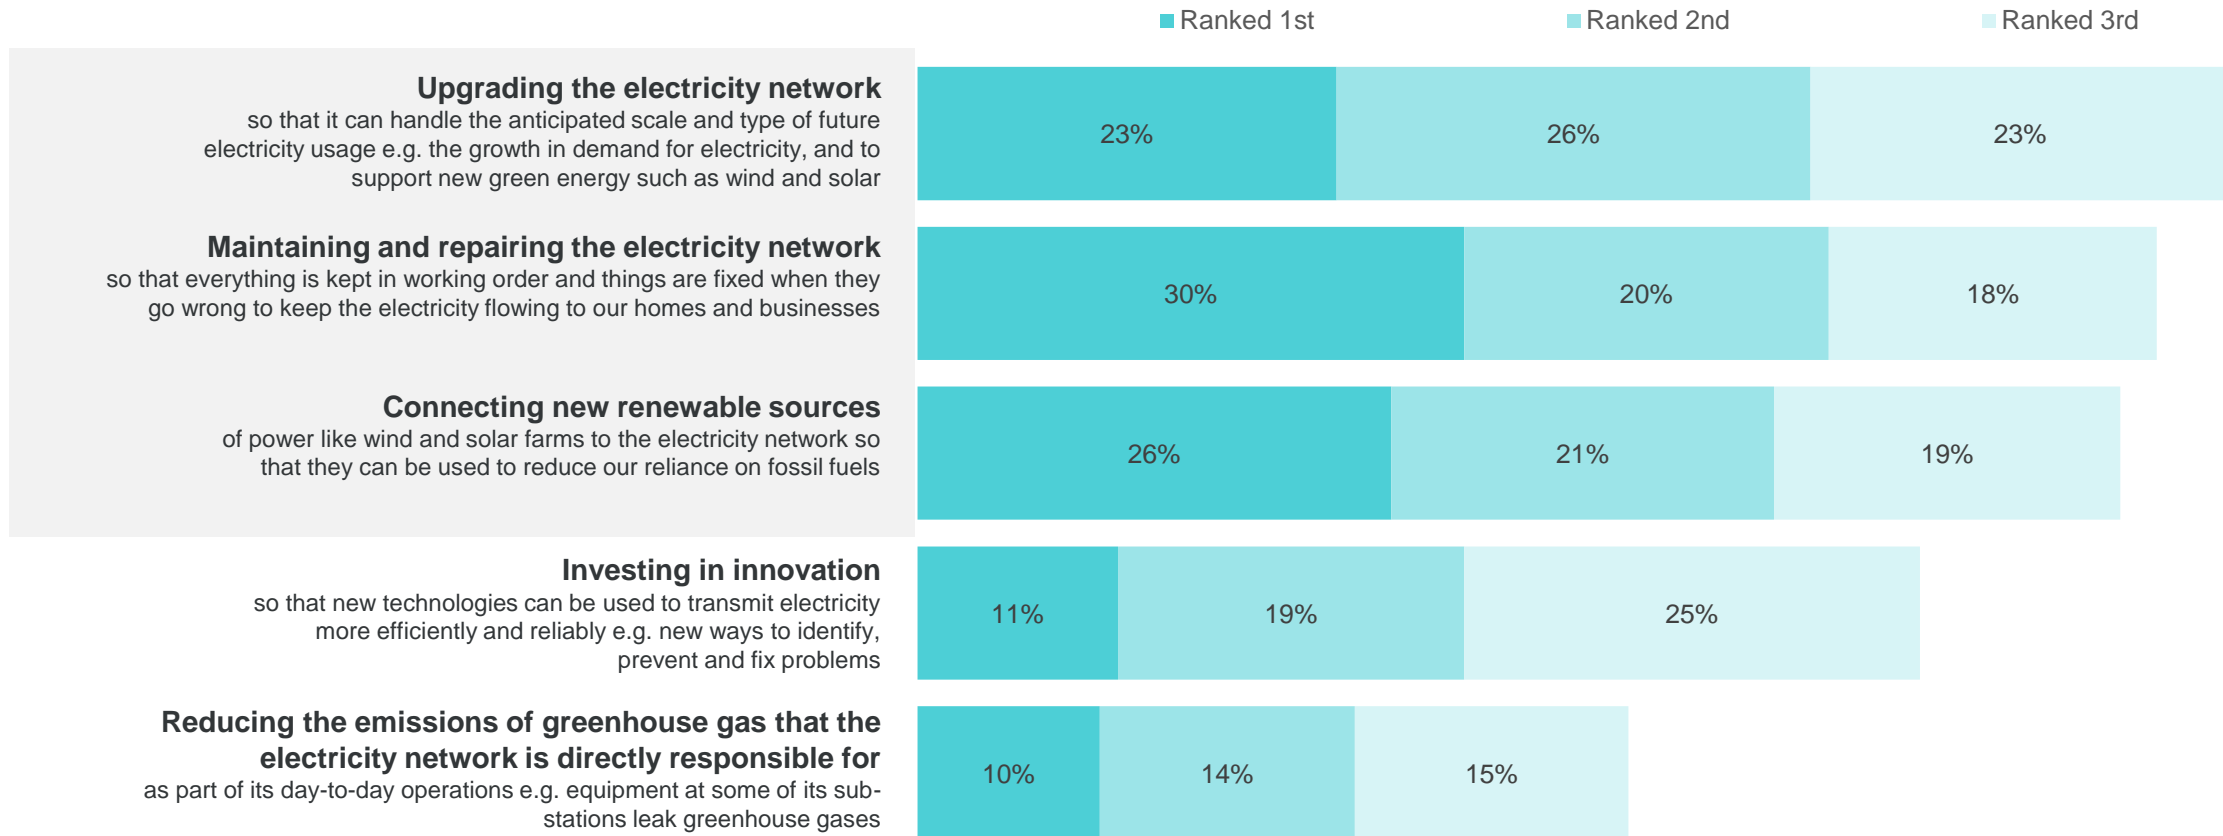 Ranked 1st Ranked 2nd Ranked 3rd
Upgrading the electricity network
so that it can handle the anticipated scale and type of future
electricity usage e.g. the growth in demand for electricity, and to
support new green energy such as wind and solar
23% 26% 23%
Maintaining and repairing the electricity network
so that everything is kept in working order and things are fixed when they
go wrong to keep the electricity flowing to our homes and businesses
30% 20% 18%
Connecting new renewable sources
of power like wind and solar farms to the electricity network so
that they can be used to reduce our reliance on fossil fuels
26% 21% 19%
Investing in innovation
so that new technologies can be used to transmit electricity
more efficiently and reliably e.g. new ways to identify,
prevent and fix problems
11% 19% 25%
Reducing the emissions of greenhouse gas that the
electricity network is directly responsible for
as part of its day-to-day operations e.g. equipment at some of its sub-
stations leak greenhouse gases
10% 14% 15%